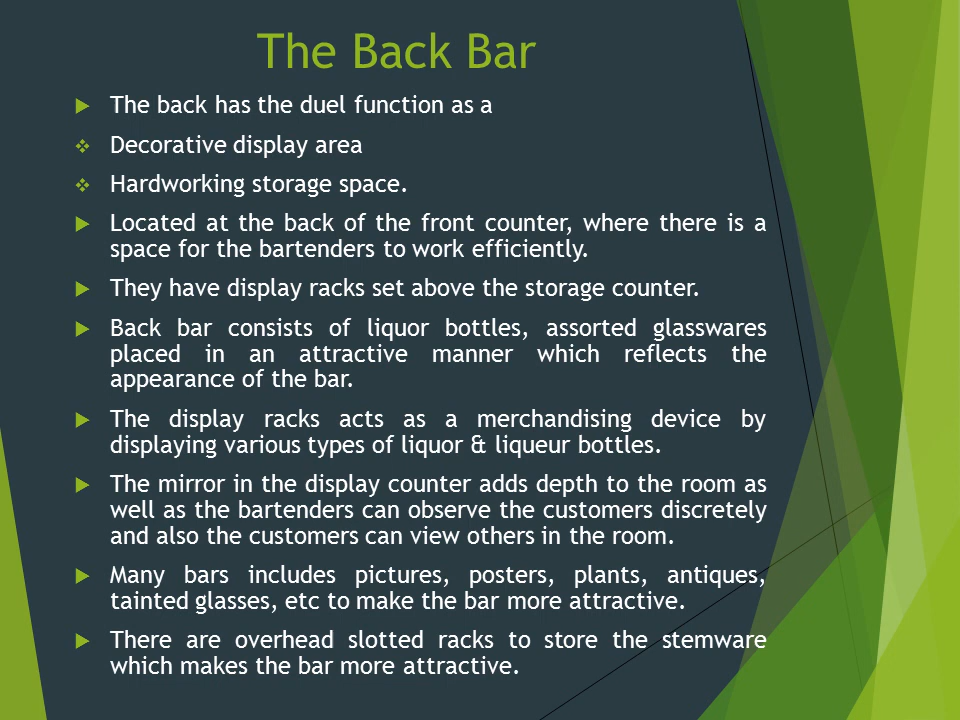 The Back Bar
The back has the duel function as a
Decorative display area
Hardworking storage space.
Located at the back of the front counter, where there is a
space for the bartenders to work efficiently.
They have display racks set above the storage counter.
Back bar consists of liquor bottles, assorted glasswares
placed in an attractive manner which reflects the
appearance of the bar.
The display racks acts as a merchandising device by
displaying various types of liquor & liqueur bottles.
The mirror in the display counter adds depth to the room as
well as the bartenders can observe the customers discretely
and also the customers can view others in the room.
Many bars includes pictures, posters, plants, antiques,
tainted glasses, etc to make the bar more attractive.
There are overhead slotted racks to store the stemware
which makes the bar more attractive.